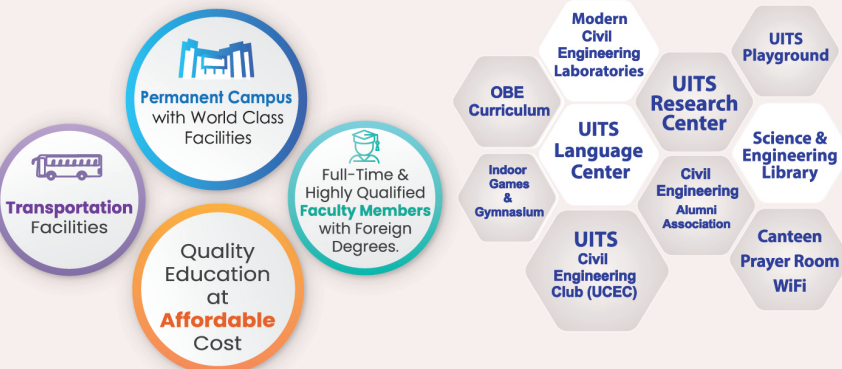 Permanent Campus
with World Class
Facilities
Transportation
Facilities
Full-Time &
Highly Qualified
Faculty Members
with Foreign
Degrees.
Quality
Education
at
Affordable
Cost
Modern
Civil
Engineering
Laboratories
UITS
Playground
OBE
Curriculum
UITS
Research
Center
UITS
Language
Center
Science &
Engineering
Library
Indoor
Games
&
Gymnasium
Civil
Engineering
Alumni
Association
UITS
Civil
Engineering
Club (UCEC)
Canteen
Prayer Room
WiFi